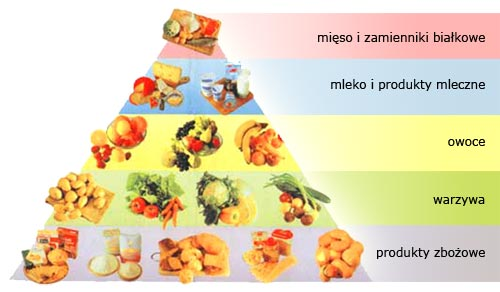 mięso i zamienniki białkowe
mleko i produkty mleczne
owoce
warzywa
produkty zbożowe